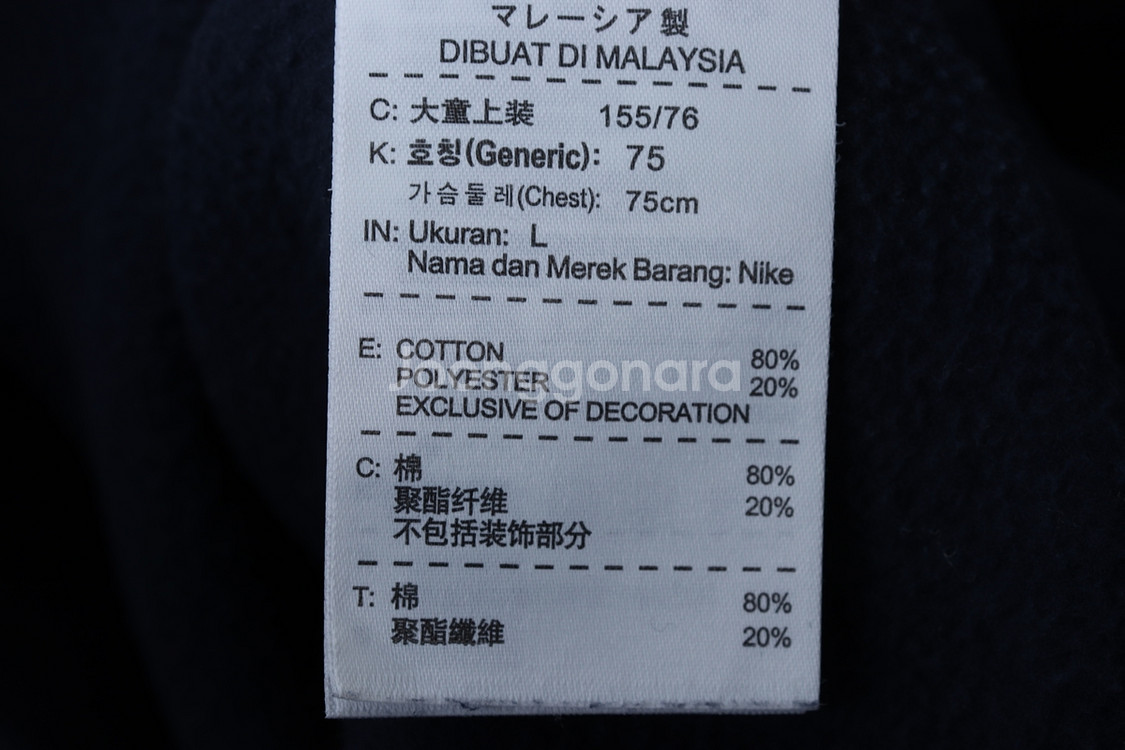 マレーシア製
DIBUAT DI MALAYSIA
C: 大童上装 155/76
K: 호칭(Generic): 75
가슴둘레(Chest): 75cm
IN: Ukuran: L
Nama dan Merek Barang: Nike
E: COTTON 80%
Joonggonara
POLYESTER 20%
EXCLUSIVE OF DECORATION
C: 棉 80%
聚酯纤维 20%
不包括装饰部分
T: 棉 80%
聚酯纖維 20%